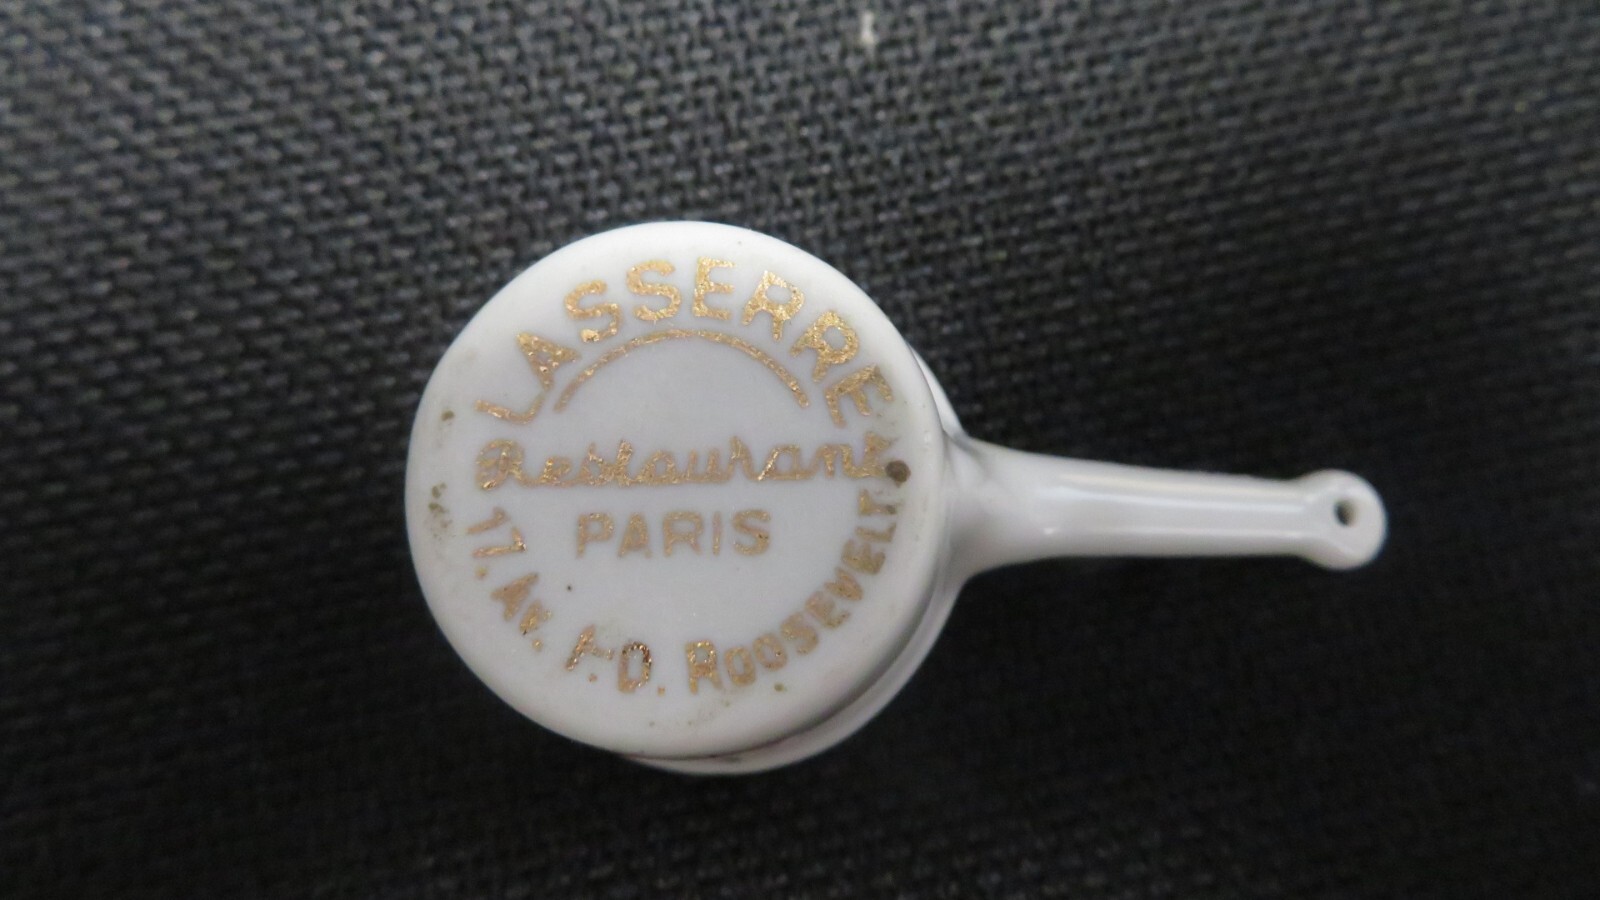 LASSERRE
Restaurant
PARIS
17. Av. F-D. ROOSEVELT